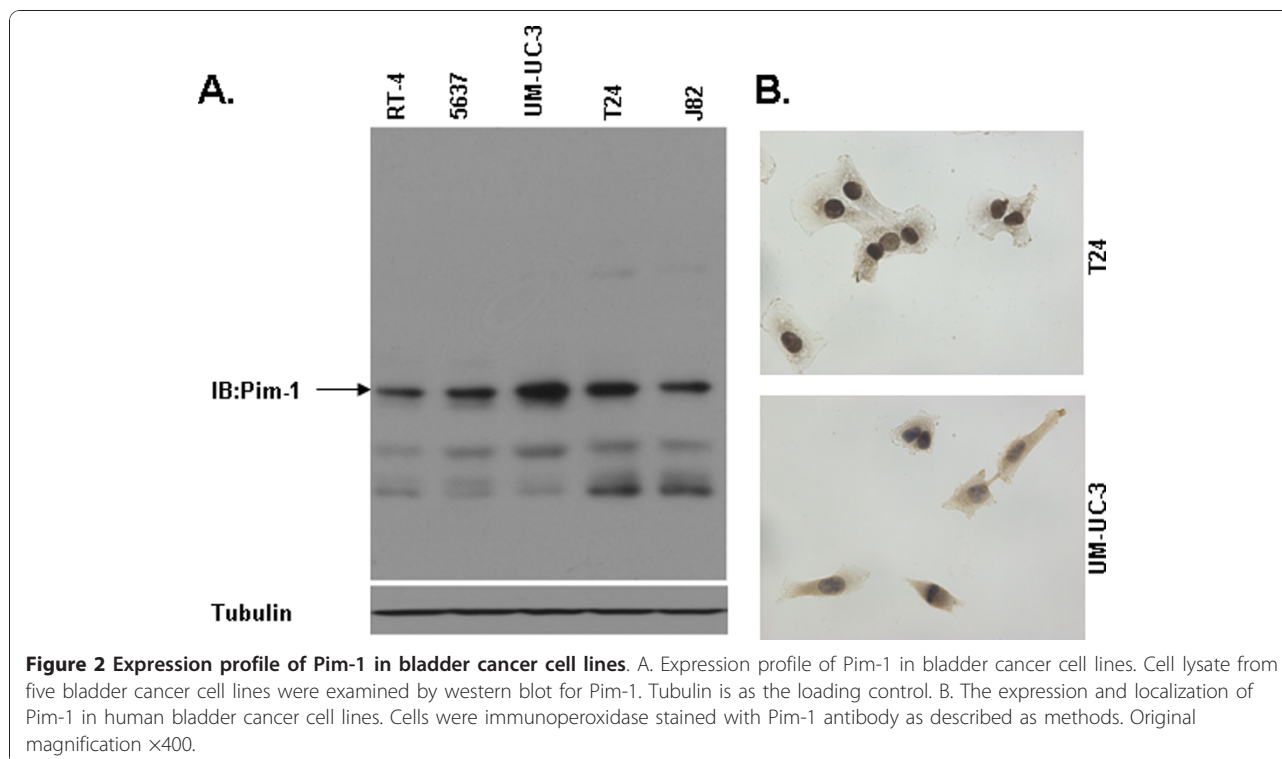 A.
RT-4
5637
UM-UC-3
T24
J82
B.
T24
IB:Pim-1
UM-UC-3
Tubulin
Figure 2 Expression profile of Pim-1 in bladder cancer cell lines. A. Expression profile of Pim-1 in bladder cancer cell lines. Cell lysate from
five bladder cancer cell lines were examined by western blot for Pim-1. Tubulin is as the loading control. B. The expression and localization of
Pim-1 in human bladder cancer cell lines. Cells were immunoperoxidase stained with Pim-1 antibody as described as methods. Original
magnification ×400.